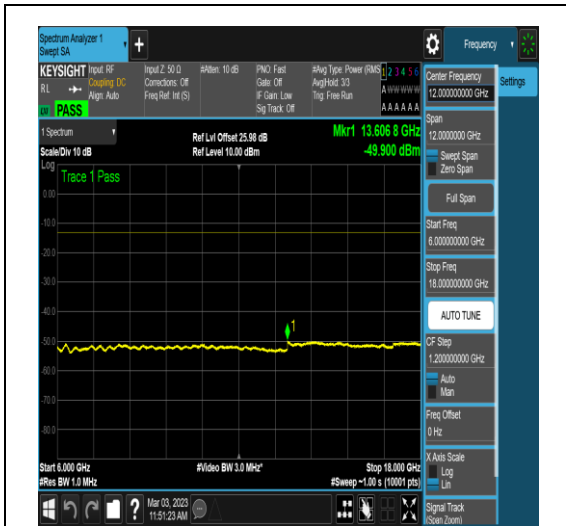 Spectrum Analyzer 1
Swept SA
+
Frequency
KEYSIGHT
RL
PASS
Input: RF
Coupling: DC
Align: Auto
Input Z: 50 Ω
Corrections: Off
Freq Ref: Int (S)
#Atten: 10 dB
PNO: Fast
Gate: Off
IF Gain: Low
Sig Track: Off
#Avg Type: Power (RMS
Avg|Hold: 3/3
Trig: Free Run
1 2 3 4 5 6
A W W W W W
A A A A A A
1 Spectrum
Scale/Div 10 dB
Ref Lvl Offset 25.98 dB
Ref Level 10.00 dBm
Mkr1 13.606 8 GHz
-49.900 dBm
Log
Trace 1 Pass
0.00
-10.0
-20.0
-30.0
-40.0
-50.0
-60.0
-70.0
-80.0
1
Start 6.000 GHz
#Res BW 1.0 MHz
#Video BW 3.0 MHz*
Stop 18.000 GHz
#Sweep ~1.00 s (10001 pts)
Center Frequency
12.000000000 GHz
Settings
Span
12.0000000 GHz
Swept Span
Zero Span
Full Span
Start Freq
6.000000000 GHz
Stop Freq
18.000000000 GHz
AUTO TUNE
CF Step
1.200000000 GHz
Auto
Man
Freq Offset
0 Hz
X Axis Scale
Log
Lin
Signal Track
(Span Zoom)
?
Mar 03, 2023
11:51:23 AM